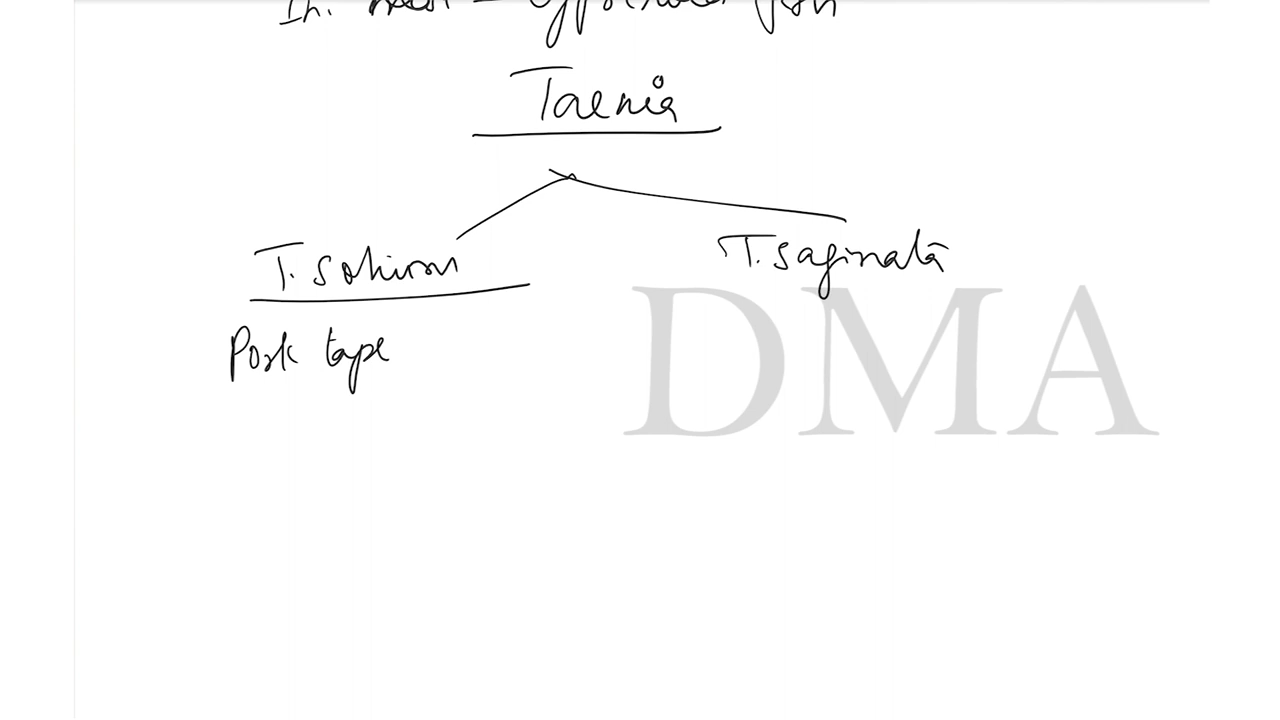 Taenia
T. solium
T. saginata
Pork tape
DMA